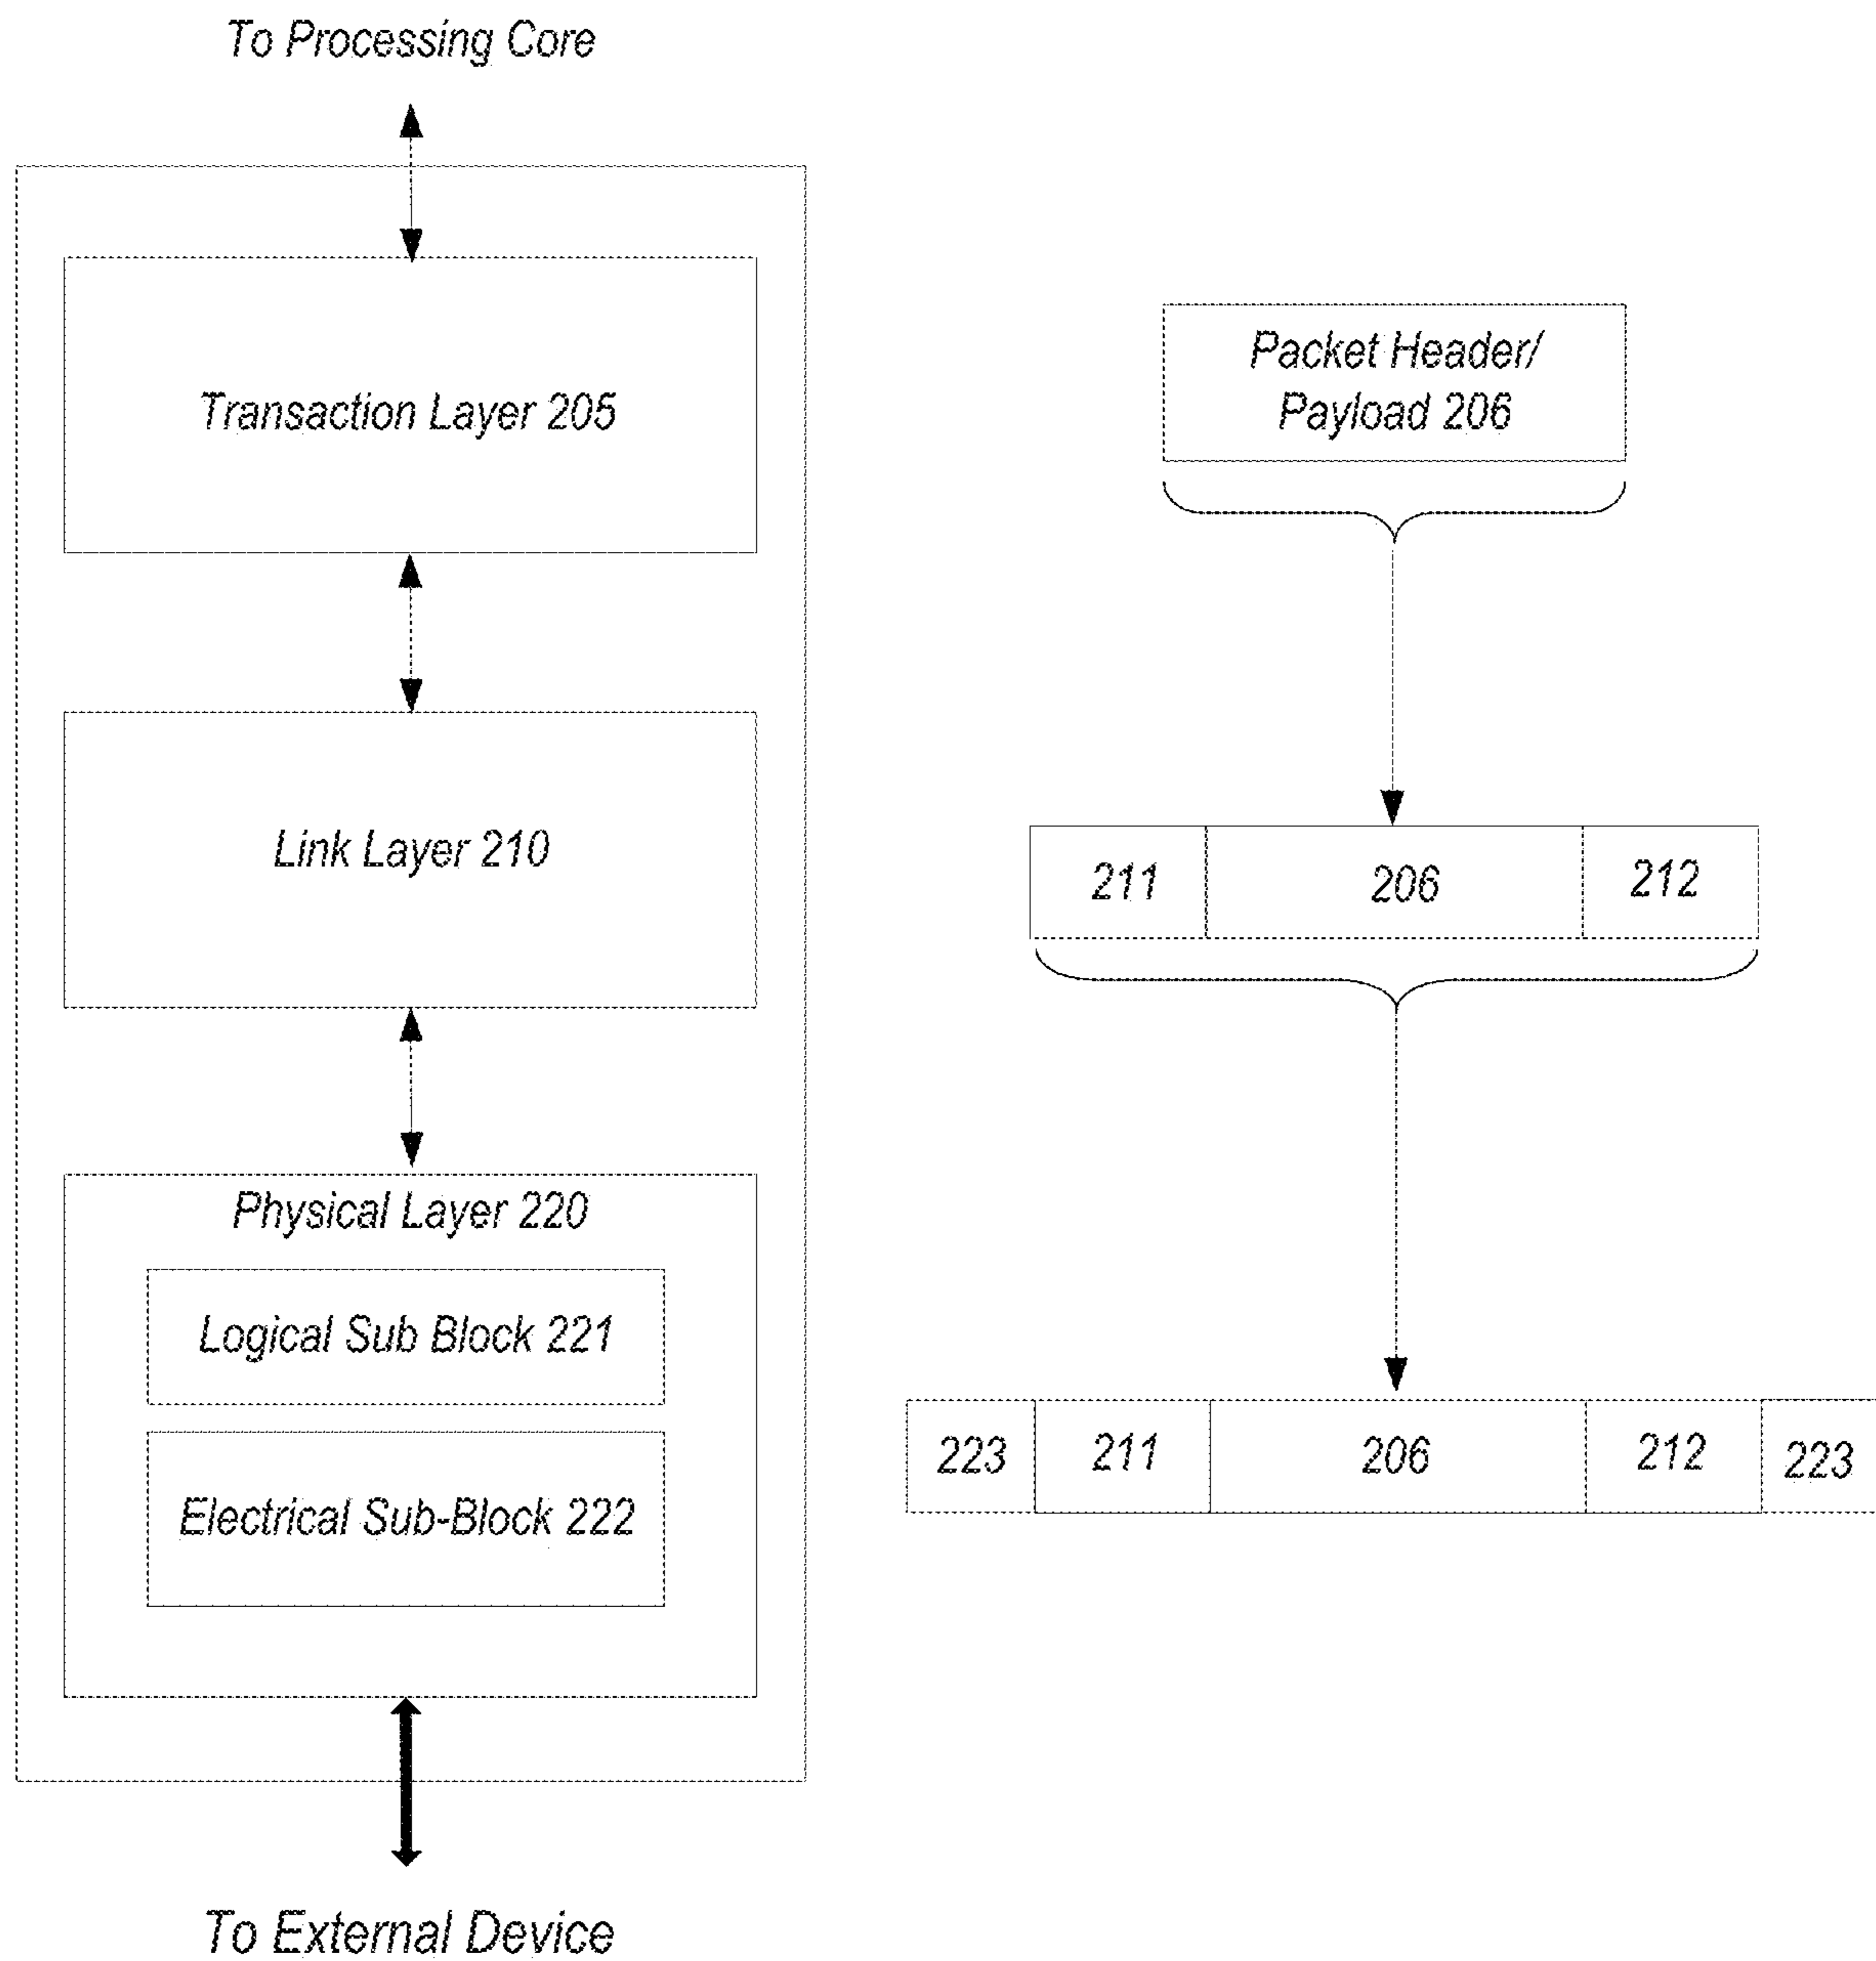 To Processing Core
Transaction Layer 205
Link Layer 210
Physical Layer 220
Logical Sub Block 221
Electrical Sub-Block 222
To External Device
Packet Header/
Payload 206
211 206 212
223 211 206 212 223